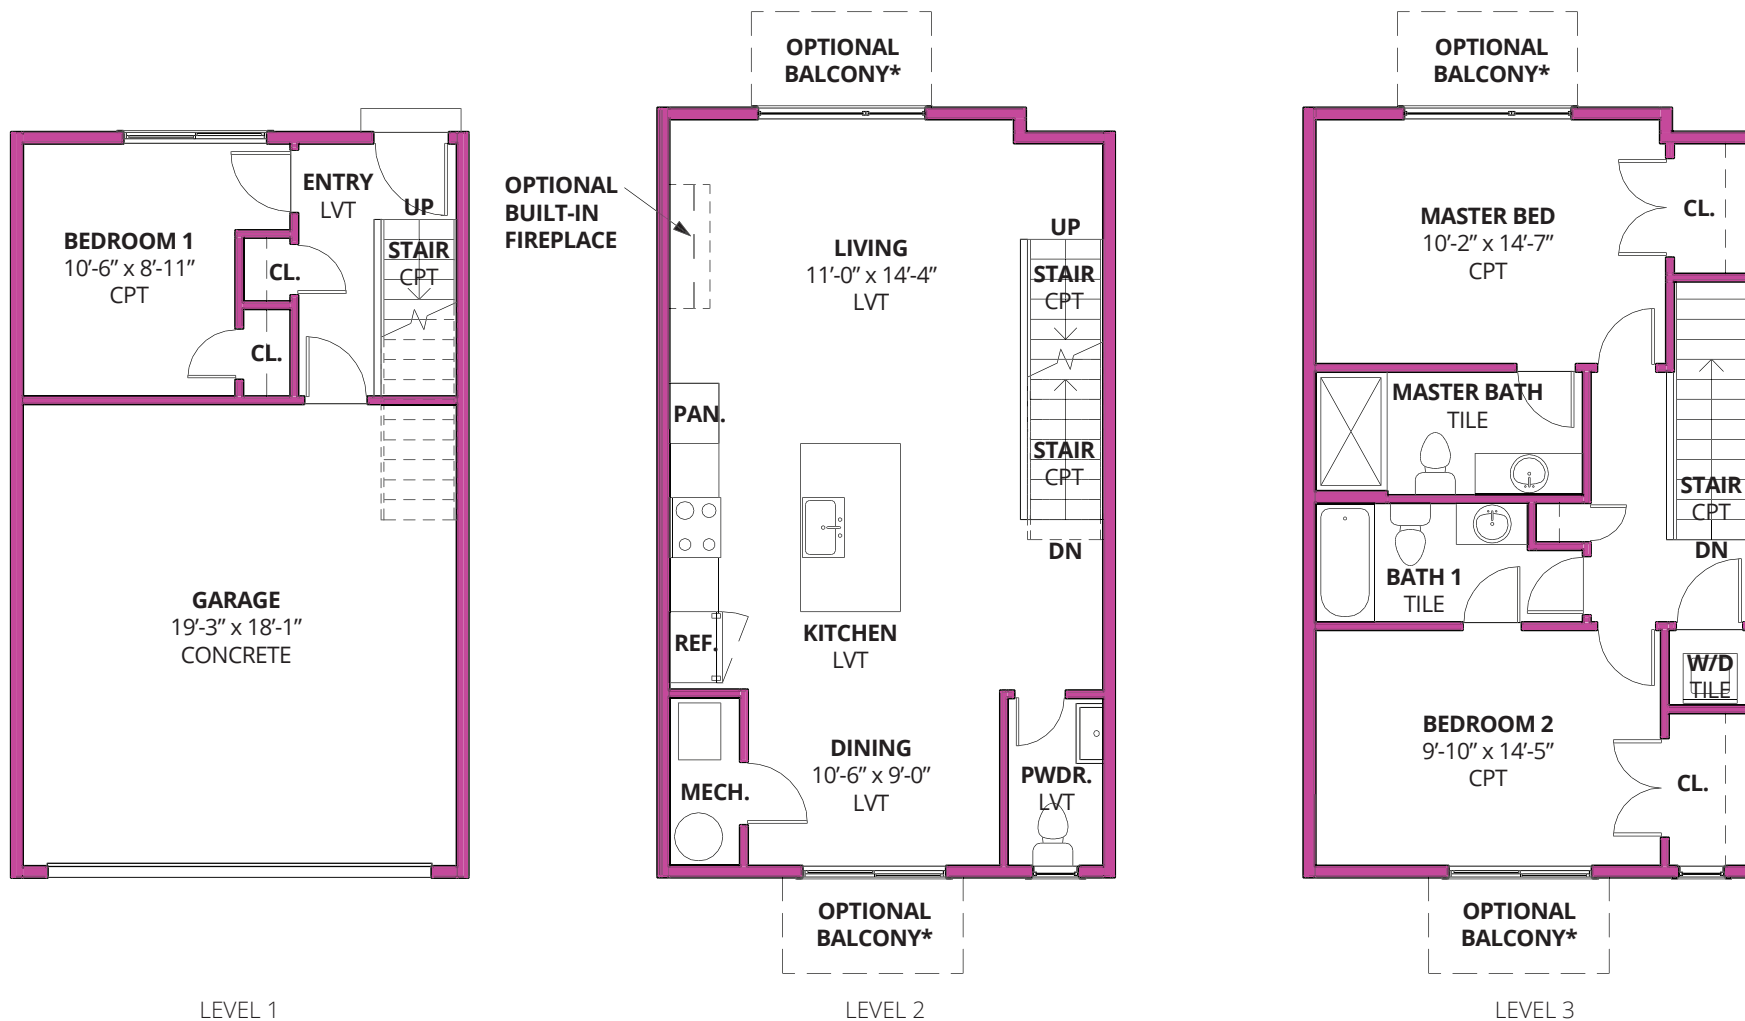 ENTRY
LVT
UP
STAIR
CPT
BEDROOM 1
10’-6” x 8’-11”
CPT
CL.
CL.
GARAGE
19’-3” x 18’-1”
CONCRETE
LEVEL 1
OPTIONAL
BALCONY*
OPTIONAL
BUILT-IN
FIREPLACE
LIVING
11’-0” x 14’-4”
LVT
UP
STAIR
CPT
PAN.
STAIR
CPT
DN
REF.
KITCHEN
LVT
DINING
10’-6” x 9’-0”
LVT
MECH.
PWDR.
LVT
OPTIONAL
BALCONY*
LEVEL 2
OPTIONAL
BALCONY*
MASTER BED
10’-2” x 14’-7”
CPT
CL.
MASTER BATH
TILE
STAIR
CPT
DN
BATH 1
TILE
W/D
TILE
BEDROOM 2
9’-10” x 14’-5”
CPT
CL.
OPTIONAL
BALCONY*
LEVEL 3